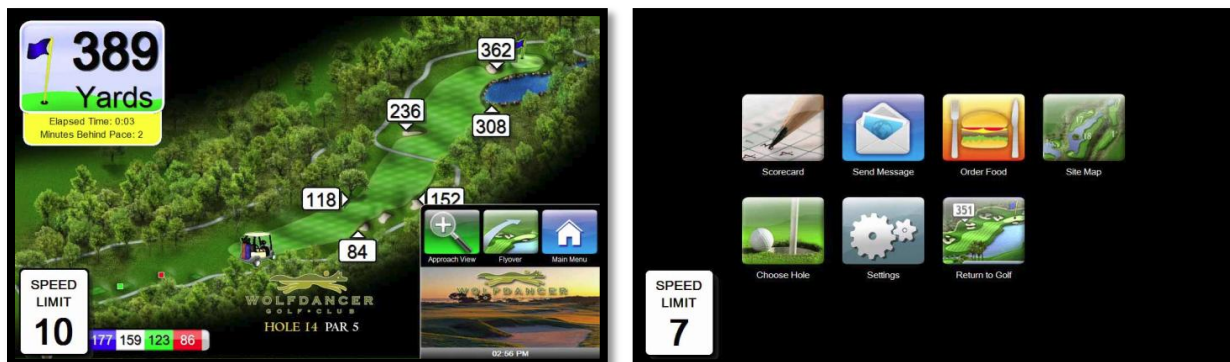 389
Yards
Elapsed Time: 0:03
Minutes Behind Pace: 2
362
236
308
118
152
84
Approach View
Flyover
Main Menu
WOLFDANCER
GOLF • CLUB
HOLE 14 PAR 5
WOLFDANCER
02:56 PM
SPEED
LIMIT
10
177 159 123 86
Scorecard
Send Message
Order Food
Site Map
351
Choose Hole
Settings
Return to Golf
SPEED
LIMIT
7